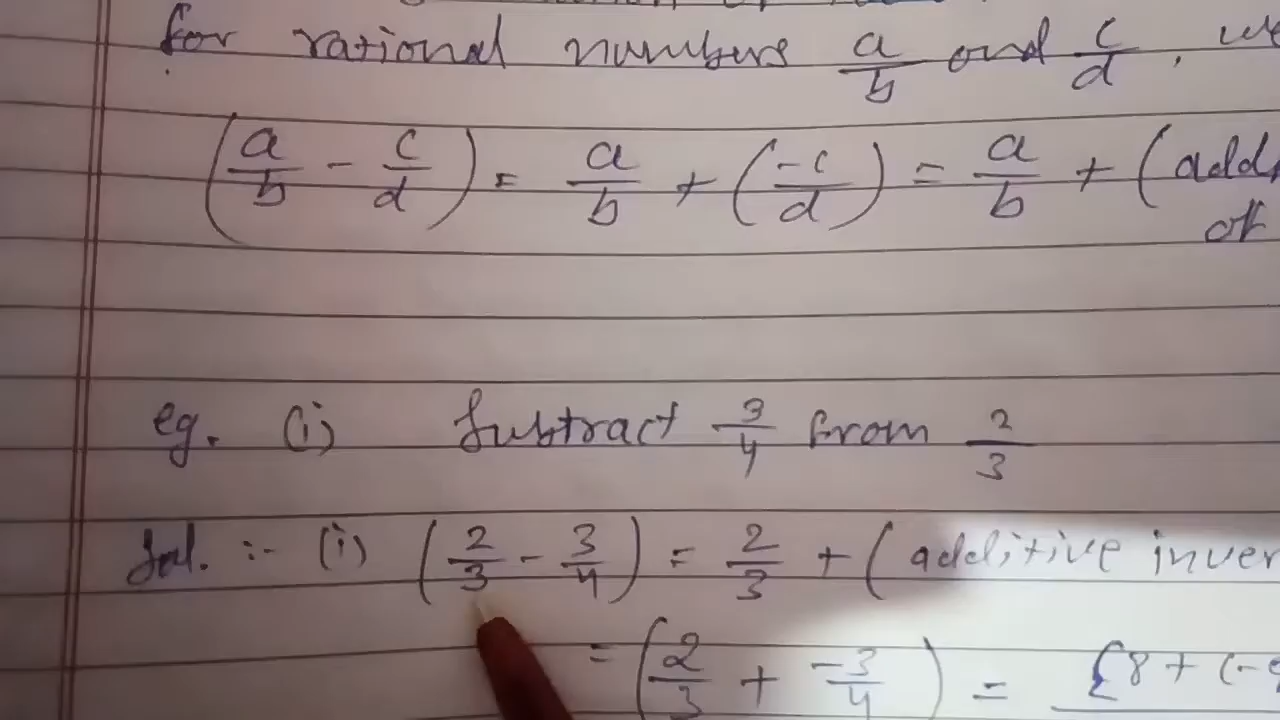 for rational numbers a/b and c/d, we
(a/b - c/d) = a/b + (-c/d) = a/b + (add
of
eg. (i) Subtract 3/4 from 2/3
Sol. :- (i) (2/3 - 3/4) = 2/3 + (additive inver
= (2/3 + -3/4) = {8 + (-9